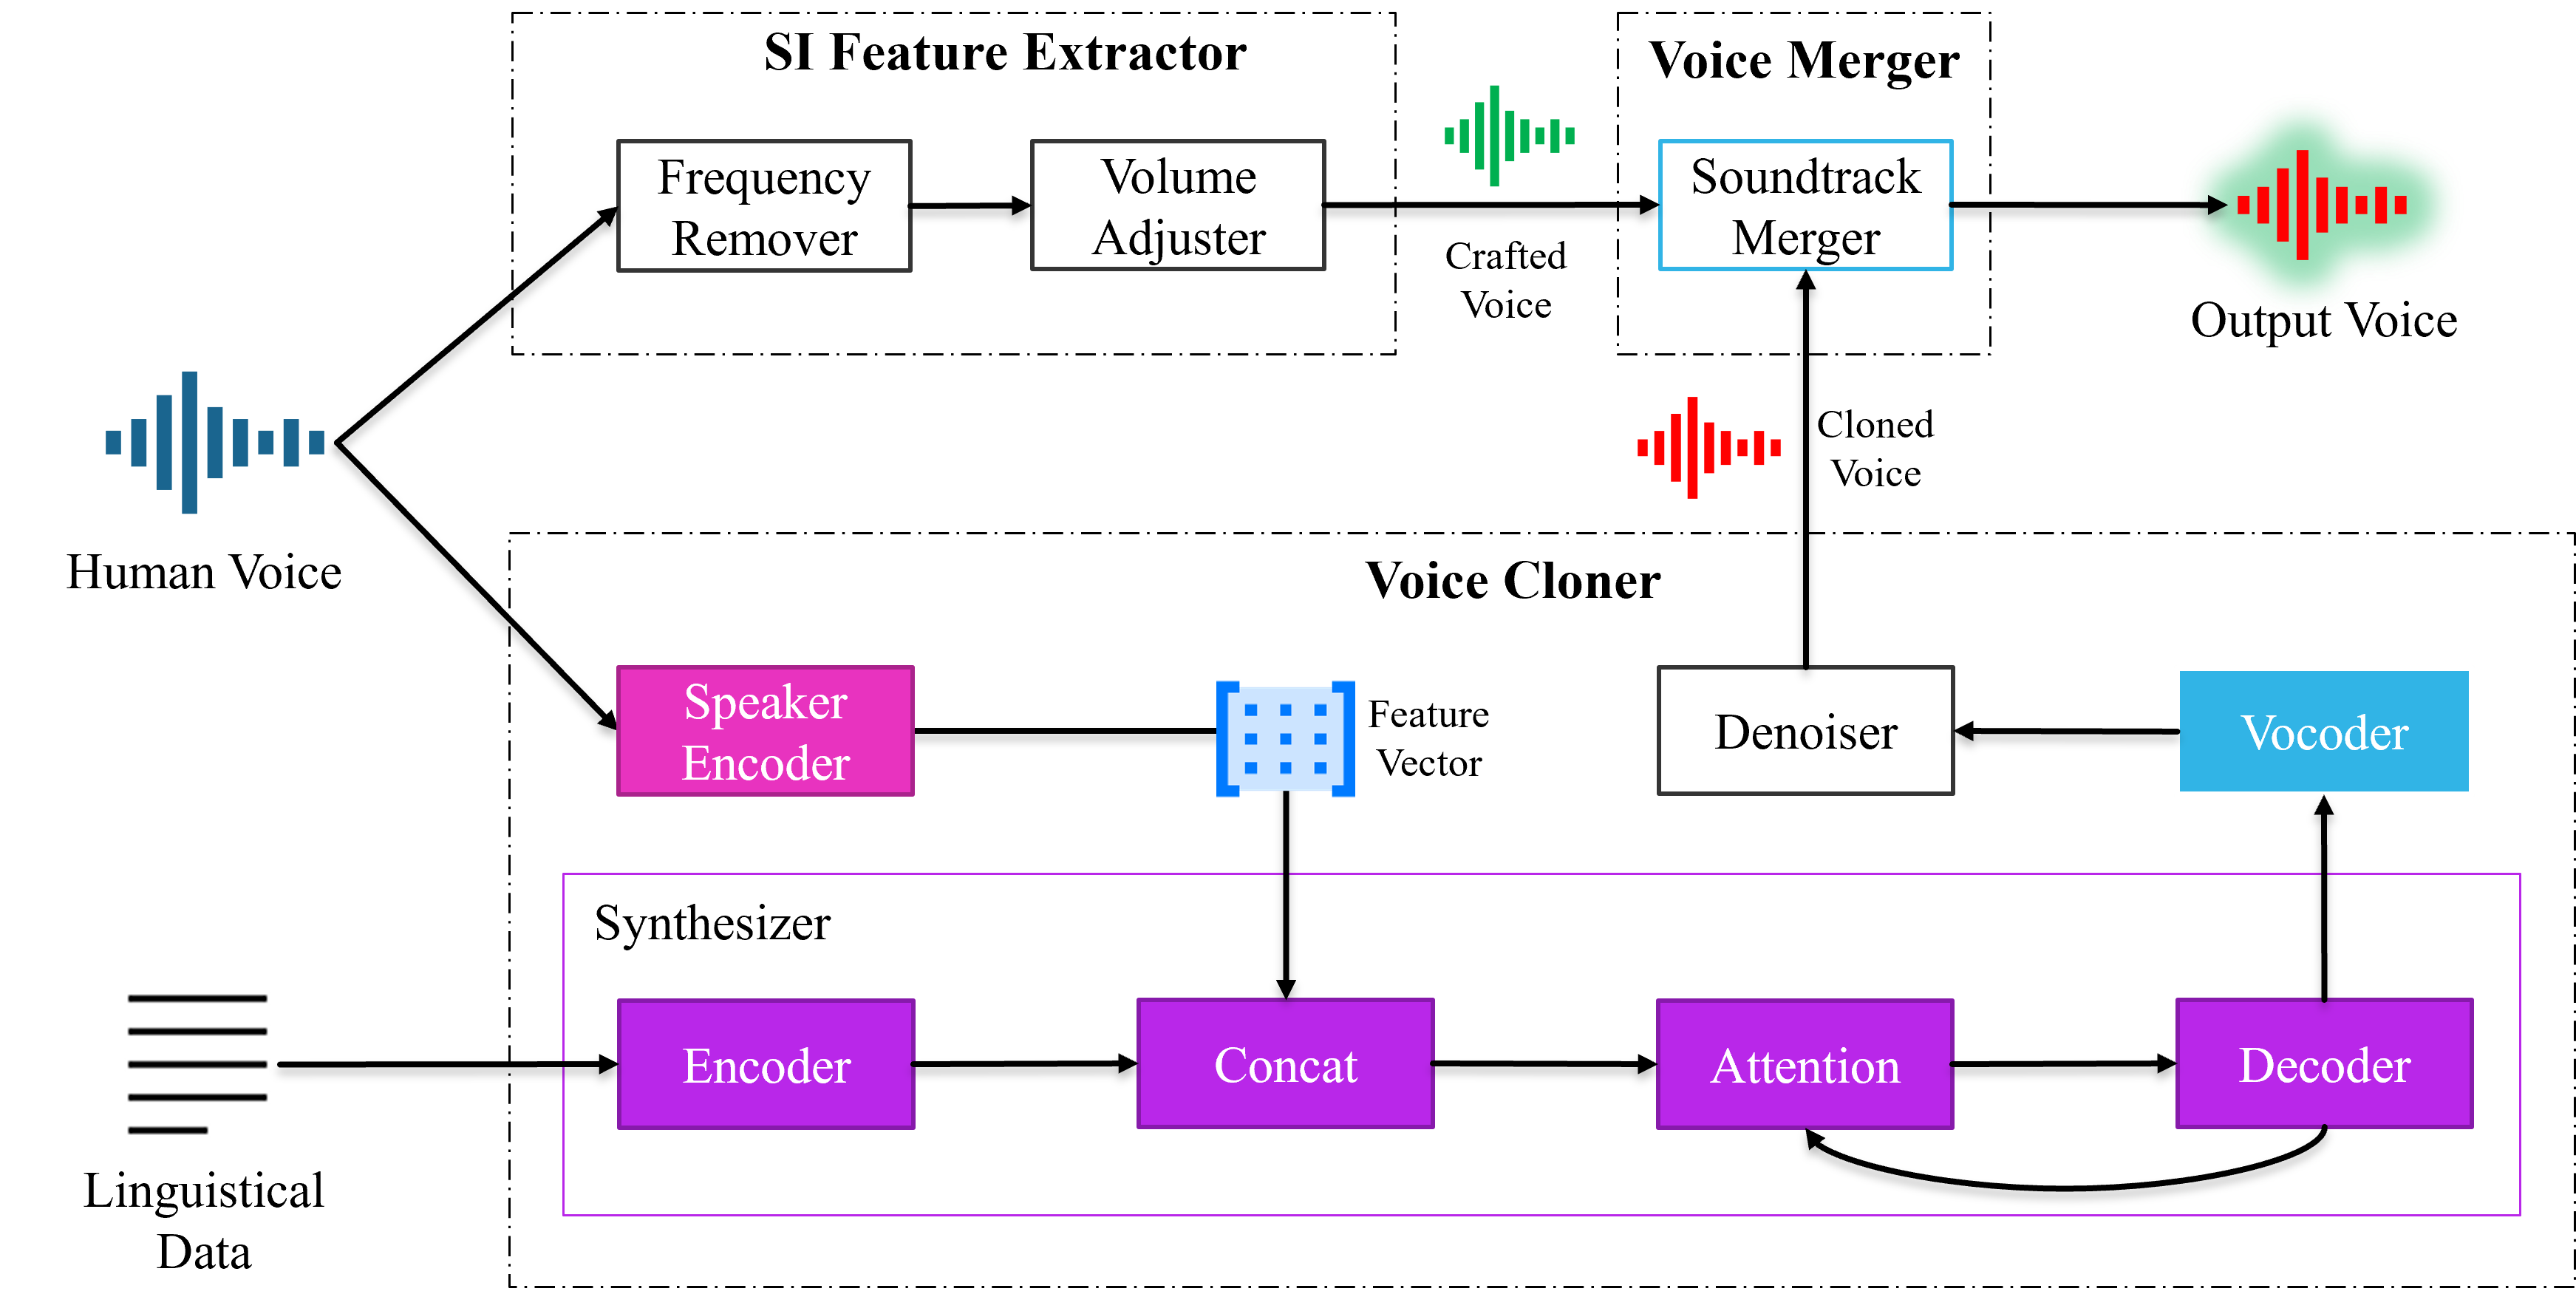 SI Feature Extractor
Frequency
Remover
Volume
Adjuster
Crafted
Voice
Voice Merger
Soundtrack
Merger
Output Voice
Human Voice
Cloned
Voice
Voice Cloner
Speaker
Encoder
Feature
Vector
Denoiser
Vocoder
Synthesizer
Encoder
Concat
Attention
Decoder
Linguistical
Data